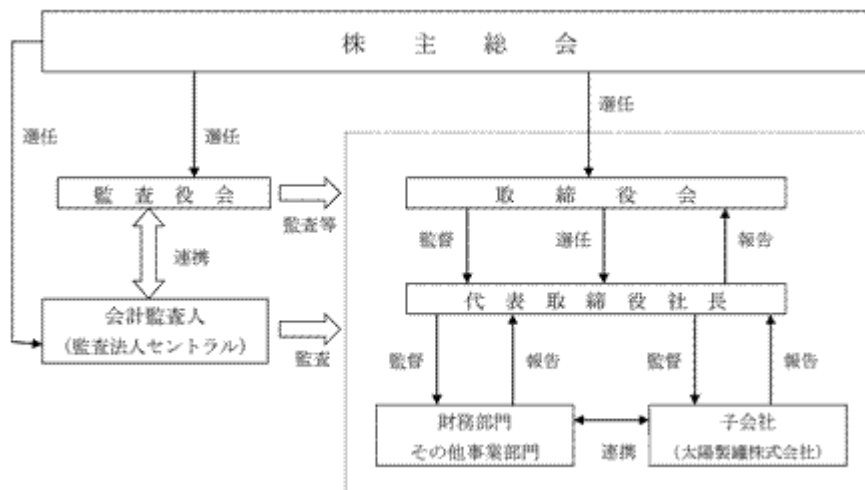 株主総会
選任
選任
選任
監査役会
監査等
取締役会
連携
監督
選任
報告
代表取締役社長
会計監査人
(監査法人セントラル)
監査
監督
報告
監督
報告
財務部門
その他事業部門
連携
子会社
(太陽製罐株式会社)